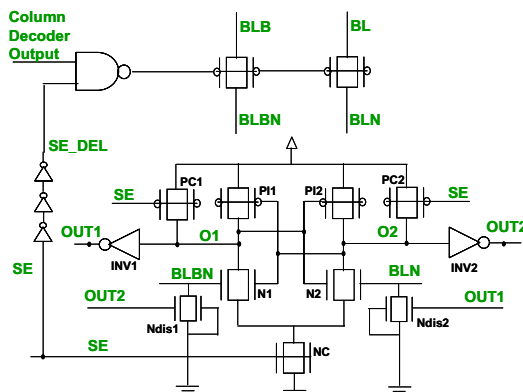 Column
Decoder
Output
BLB
BL
BLBN
BLN
SE_DEL
SE
PC1
PI1
PI2
PC2
SE
OUT1
O1
O2
OUT2
INV1
INV2
SE
BLBN
N1
N2
BLN
OUT2
OUT1
Ndis1
Ndis2
SE
NC